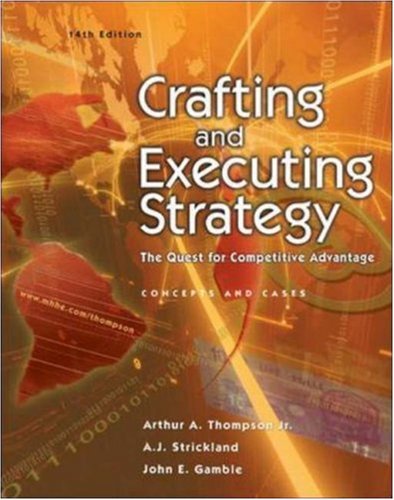 14th Edition
Crafting
and
Executing
Strategy
The Quest for Competitive Advantage
CONCEPTS AND CASES
www.mhhe.com/thompson
Arthur A. Thompson Jr.
A.J. Strickland
John E. Gamble